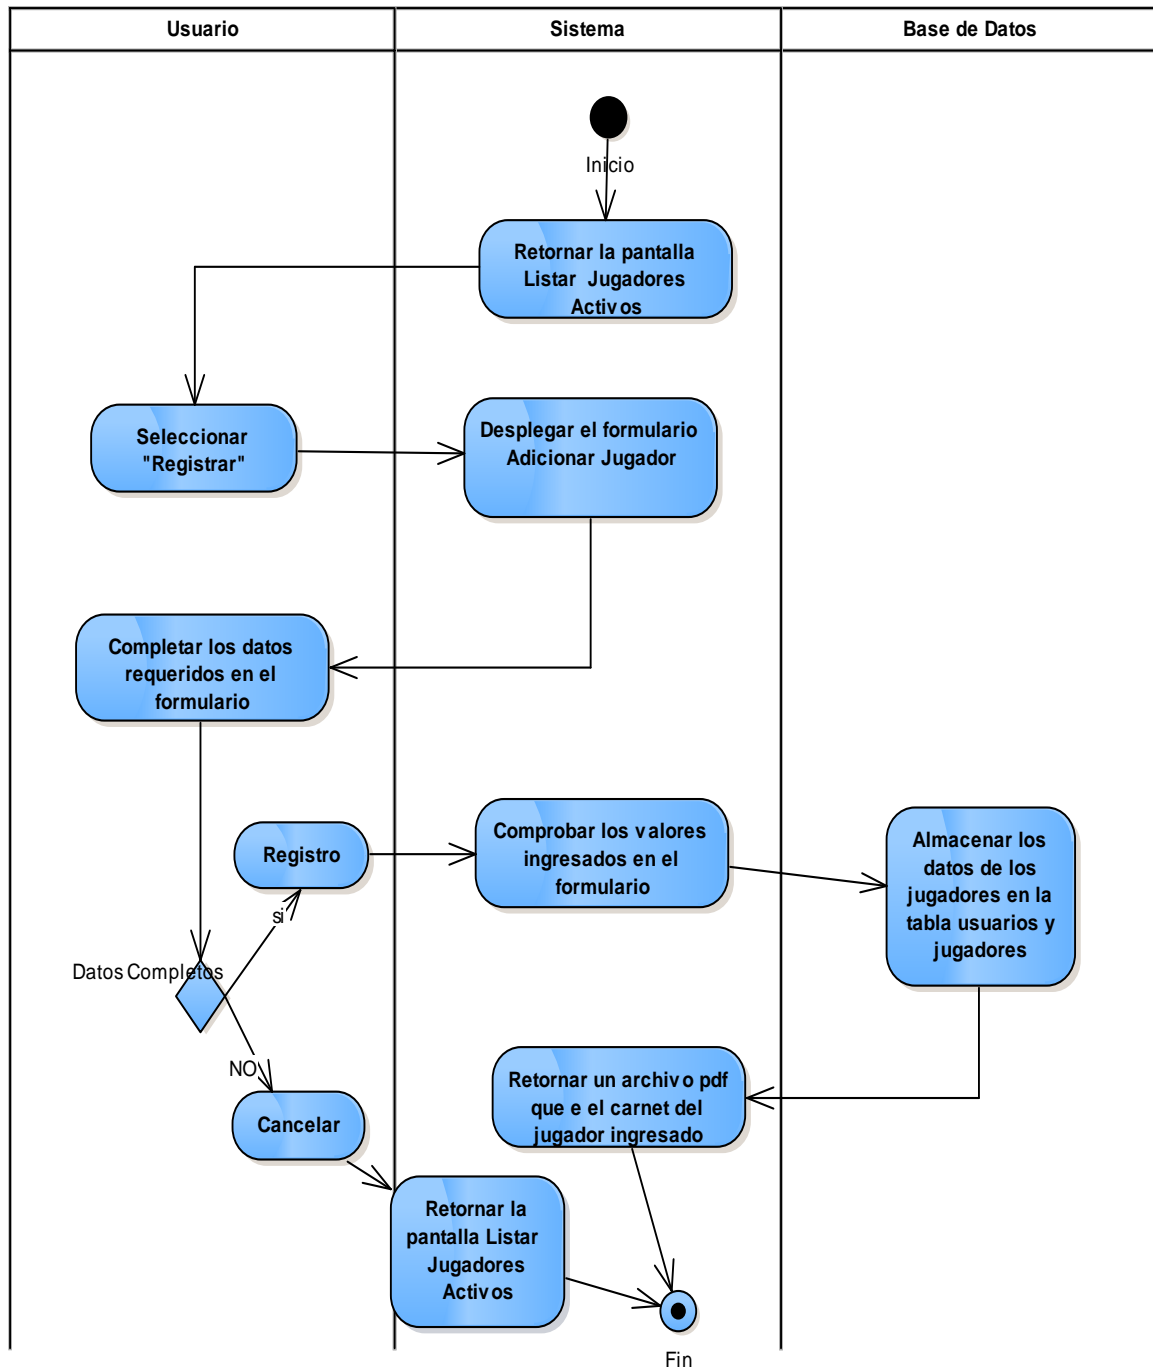 Usuario
Sistema
Base de Datos
Inicio
Retornar la pantalla
Listar Jugadores
Activos
Seleccionar
"Registrar"
Desplegar el formulario
Adicionar Jugador
Completar los datos
requeridos en el
formulario
Registro
Comprobar los valores
ingresados en el
formulario
Almacenar los
datos de los
jugadores en la
tabla usuarios y
jugadores
si
Datos Completos
NO
Cancelar
Retornar un archivo pdf
que e el carnet del
jugador ingresado
Retornar la
pantalla Listar
Jugadores
Activos
Fin